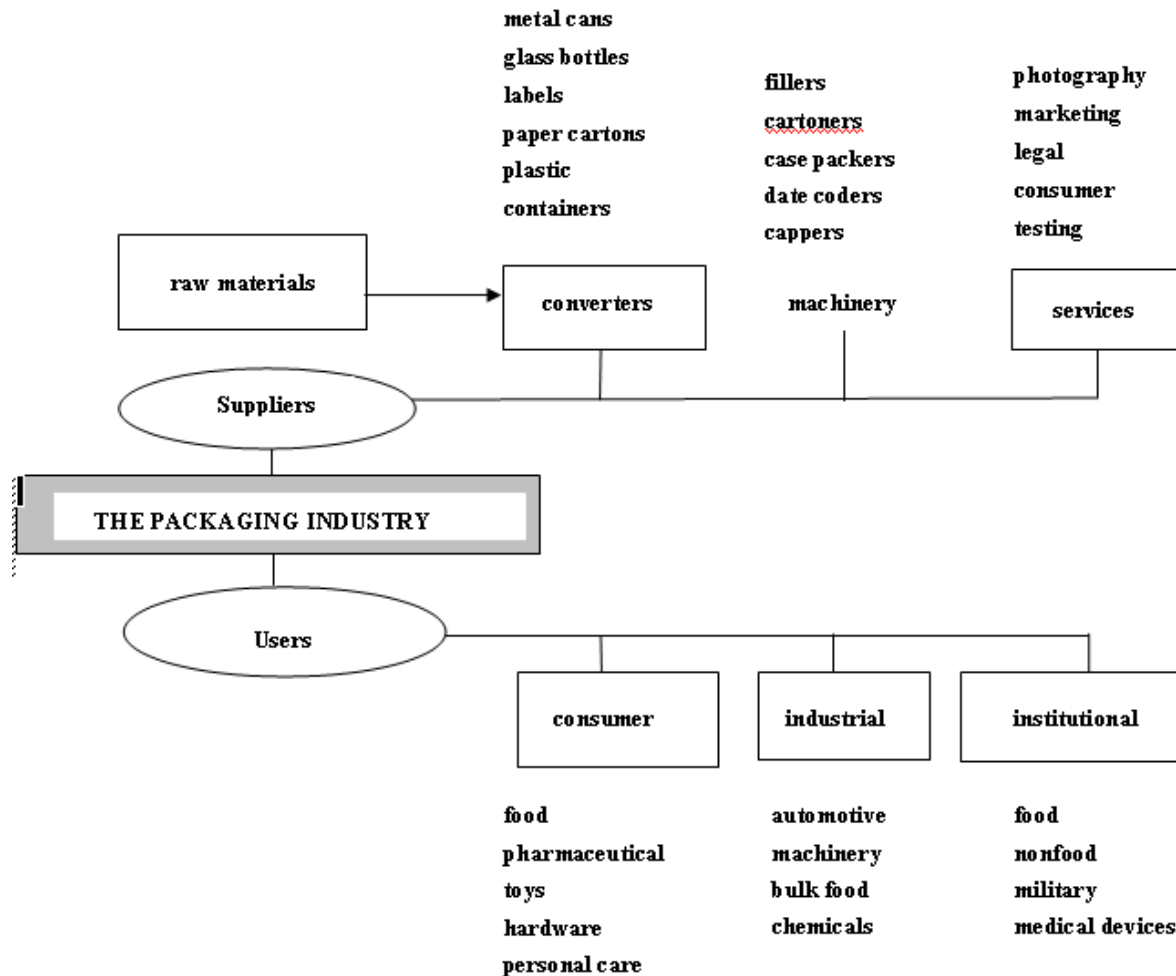 metal cans
glass bottles
labels
paper cartons
plastic
containers
fillers
cartoners
case packers
date coders
cappers
photography
marketing
legal
consumer
testing
raw materials
converters
machinery
services
Suppliers
THE PACKAGING INDUSTRY
Users
consumer
industrial
institutional
food
pharmaceutical
toys
hardware
personal care
automotive
machinery
bulk food
chemicals
food
nonfood
military
medical devices